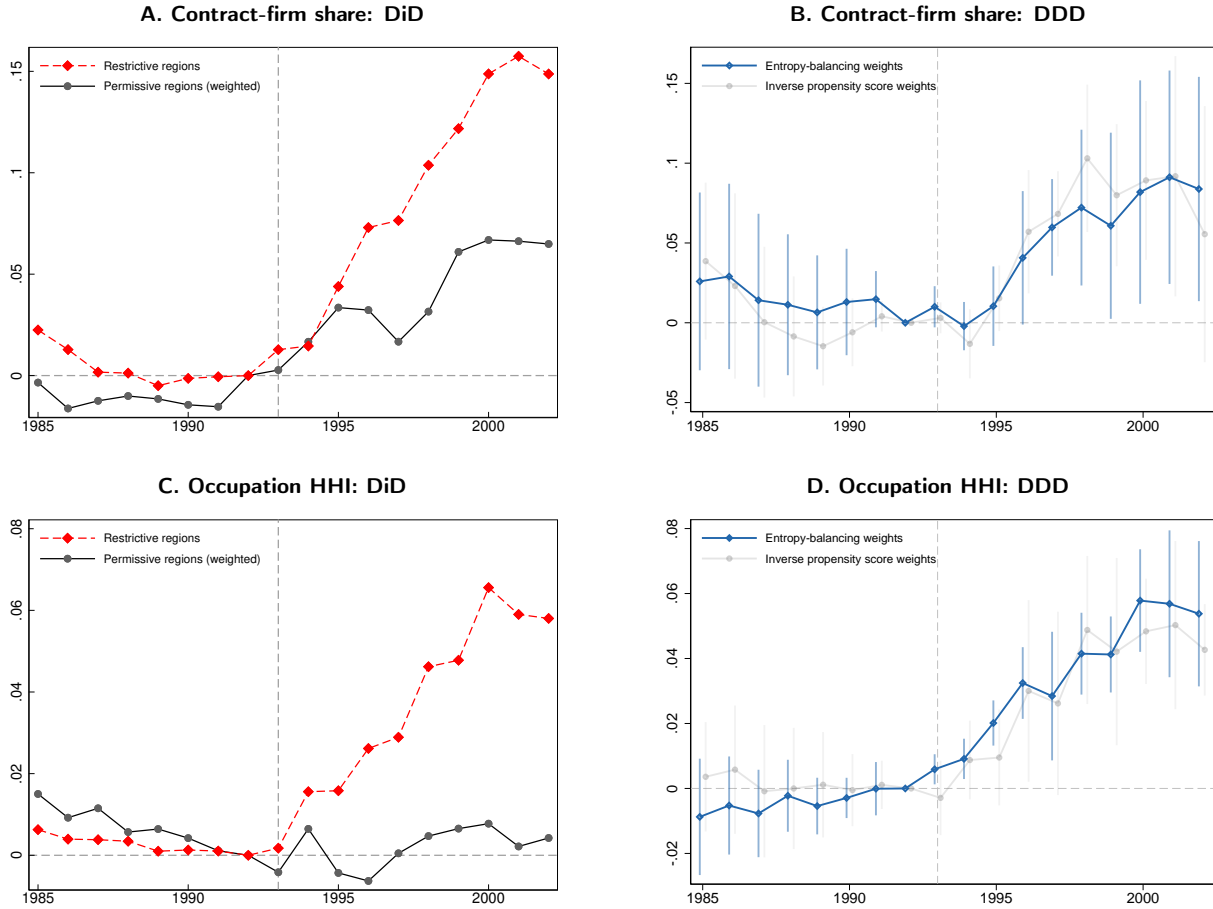 A. Contract-firm share: DiD
Restrictive regions
Permissive regions (weighted)
.15
.1
.05
0
1985 1990 1995 2000
B. Contract-firm share: DDD
Entropy-balancing weights
Inverse propensity score weights
.15
.1
.05
0
-.05
1985 1990 1995 2000
C. Occupation HHI: DiD
Restrictive regions
Permissive regions (weighted)
.08
.06
.04
.02
0
1985 1990 1995 2000
D. Occupation HHI: DDD
Entropy-balancing weights
Inverse propensity score weights
.08
.06
.04
.02
0
-.02
1985 1990 1995 2000